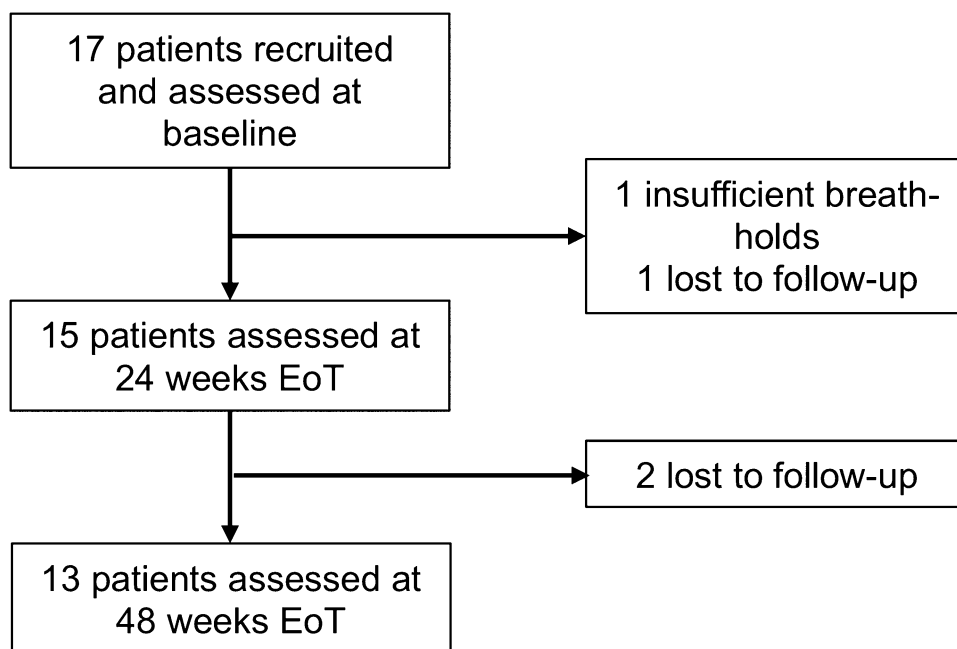 17 patients recruited
and assessed at
baseline
1 insufficient breath-
holds
1 lost to follow-up
15 patients assessed at
24 weeks EoT
2 lost to follow-up
13 patients assessed at
48 weeks EoT